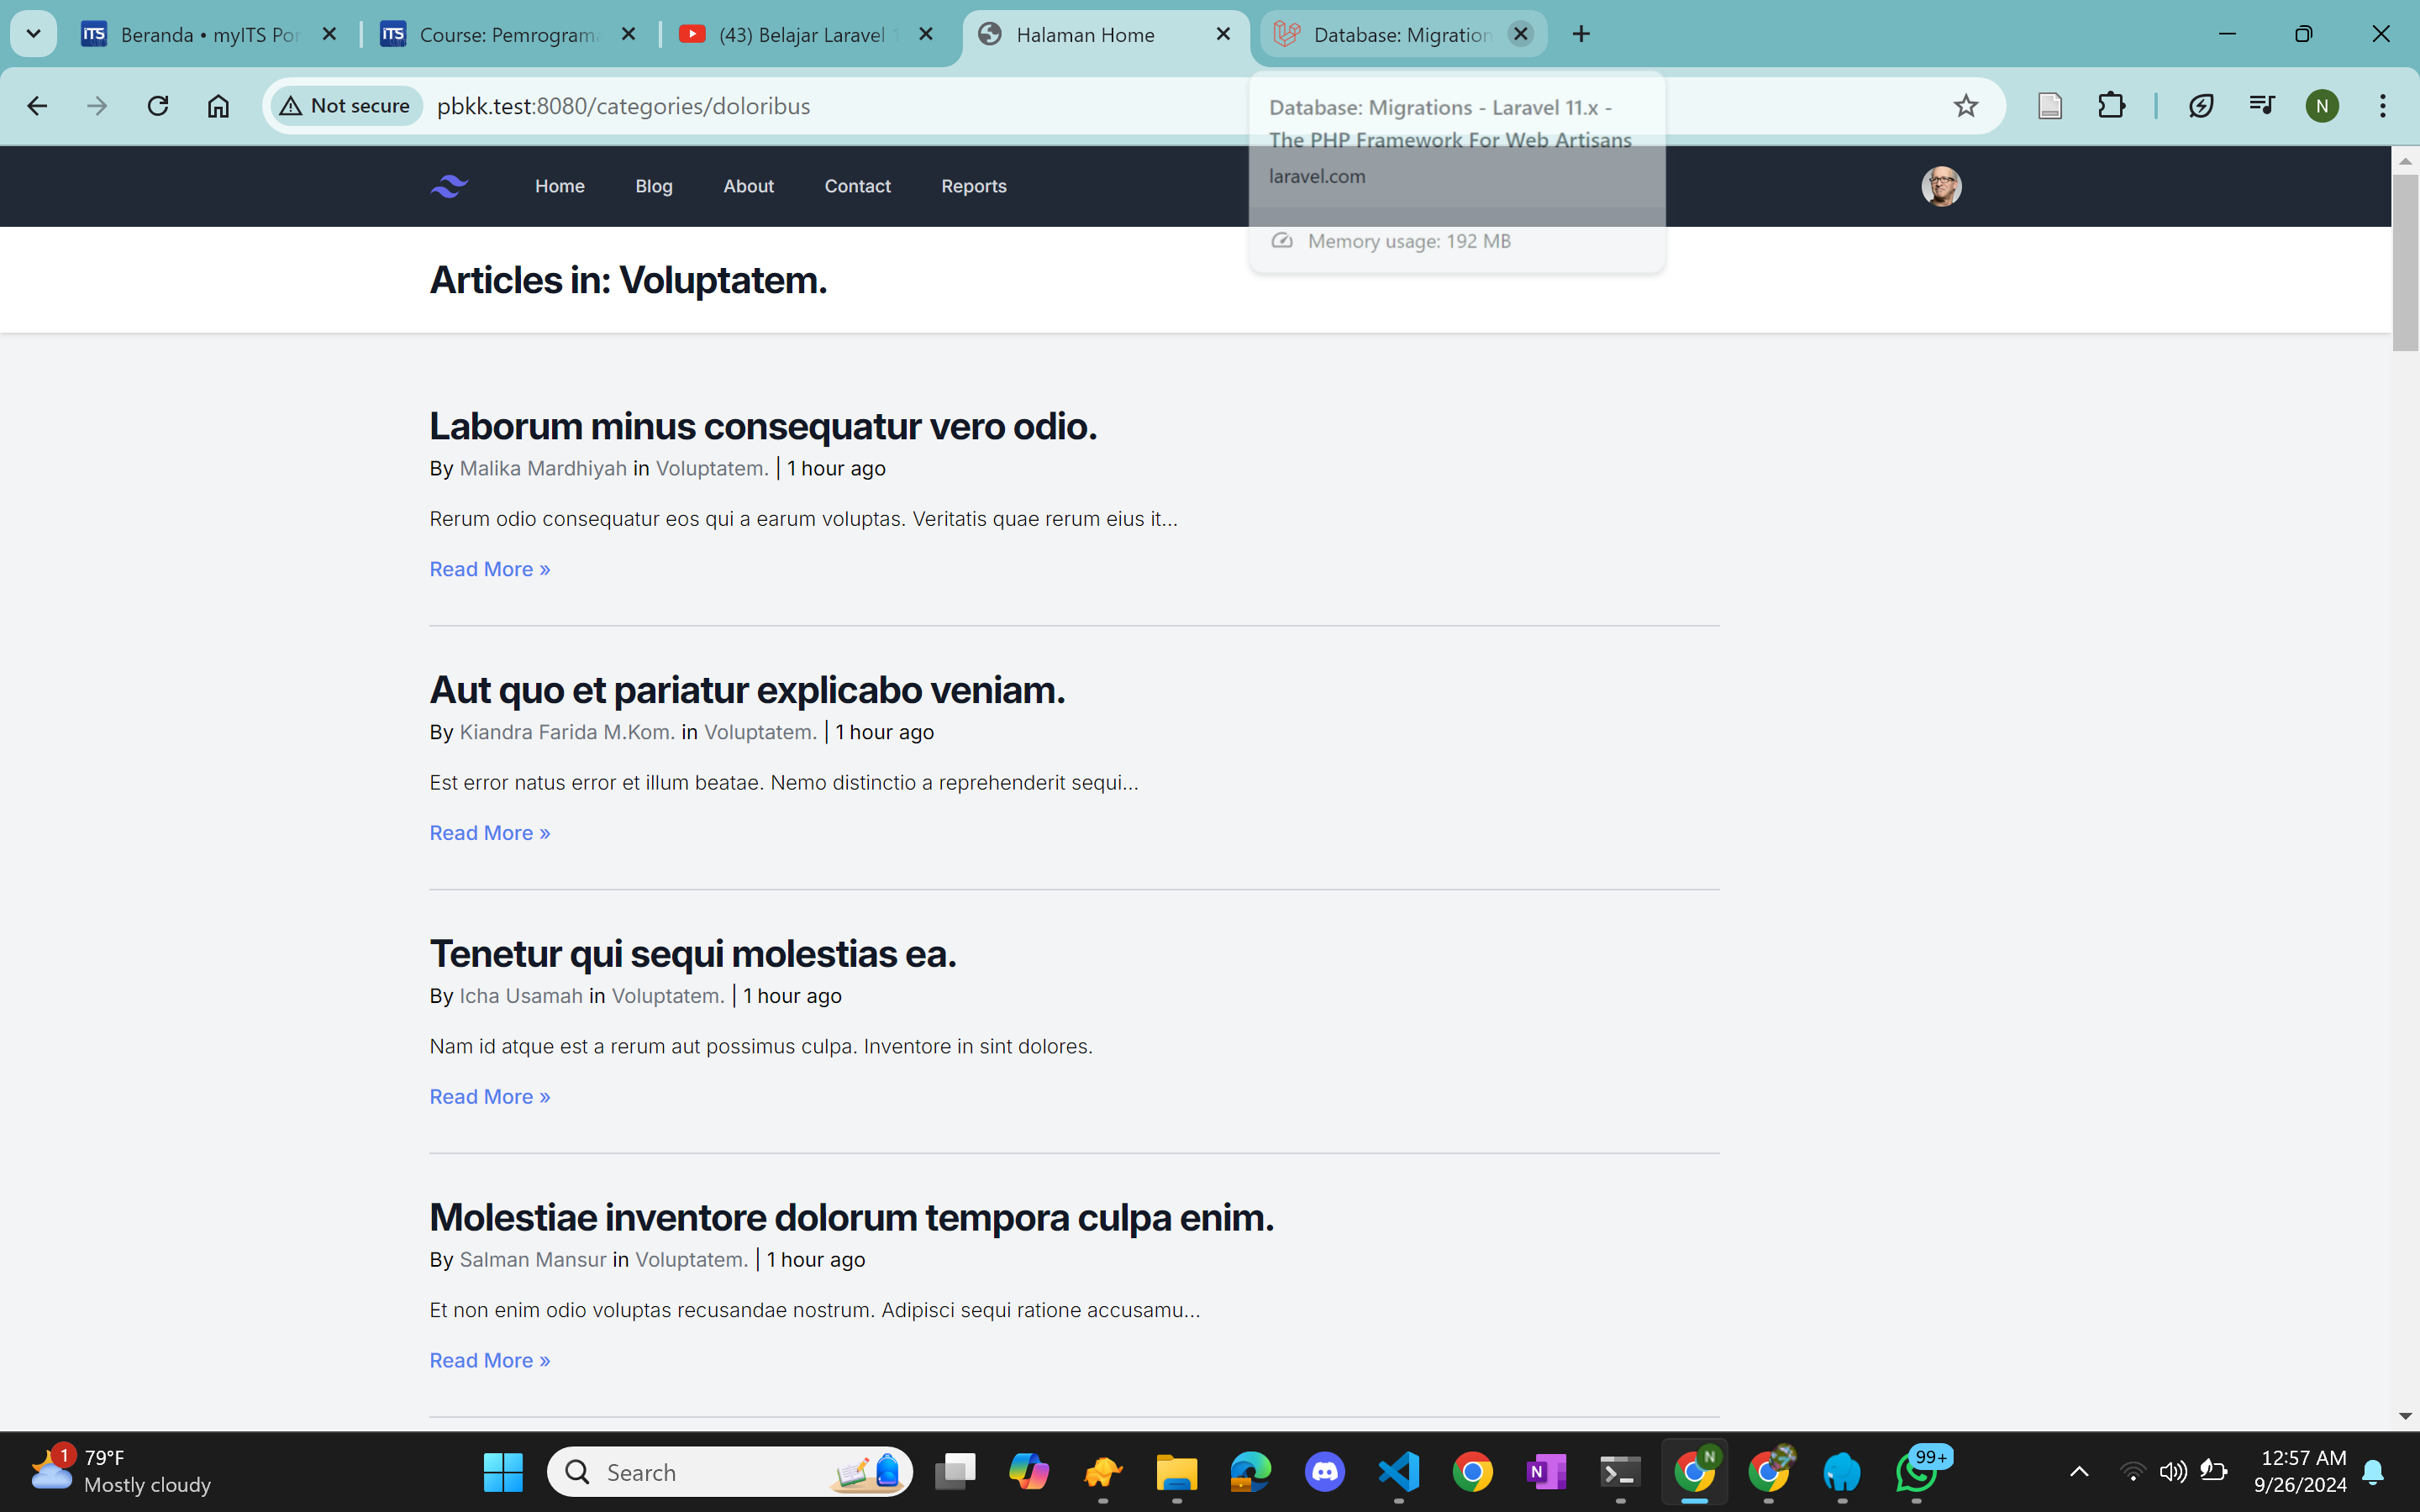 Beranda • myITS Por
Course: Pemrograma
(43) Belajar Laravel 1
Halaman Home
Database: Migration
Not secure
pbkk.test:8080/categories/doloribus
N
Database: Migrations - Laravel 11.x -
The PHP Framework For Web Artisans
laravel.com
Memory usage: 192 MB
Home
Blog
About
Contact
Reports
Articles in: Voluptatem.
Laborum minus consequatur vero odio.
By Malika Mardhiyah in Voluptatem. | 1 hour ago
Rerum odio consequatur eos qui a earum voluptas. Veritatis quae rerum eius it...
Read More »
Aut quo et pariatur explicabo veniam.
By Kiandra Farida M.Kom. in Voluptatem. | 1 hour ago
Est error natus error et illum beatae. Nemo distinctio a reprehenderit sequi...
Read More »
Tenetur qui sequi molestias ea.
By Icha Usamah in Voluptatem. | 1 hour ago
Nam id atque est a rerum aut possimus culpa. Inventore in sint dolores.
Read More »
Molestiae inventore dolorum tempora culpa enim.
By Salman Mansur in Voluptatem. | 1 hour ago
Et non enim odio voluptas recusandae nostrum. Adipisci sequi ratione accusamu...
Read More »
1
79°F
Mostly cloudy
Search
N
N
99+
12:57 AM
9/26/2024